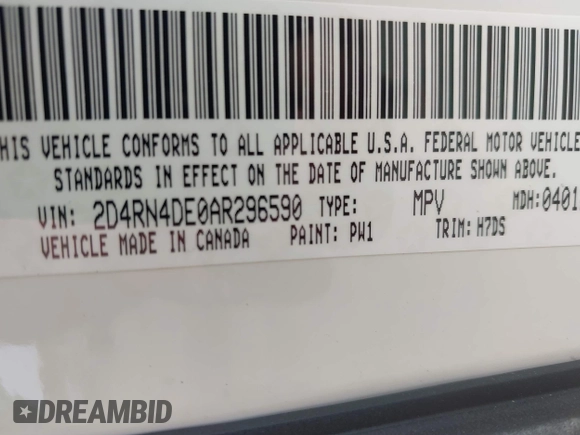 HIS VEHICLE CONFORMS TO ALL APPLICABLE U.S.A. FEDERAL MOTOR VEHICLE
STANDARDS IN EFFECT ON THE DATE OF MANUFACTURE SHOWN ABOVE.
VIN: 2D4RN4DE0AR296590 TYPE: MPV MDH: 0401
VEHICLE MADE IN CANADA PAINT: PW1 TRIM: H7DS
DREAMBID